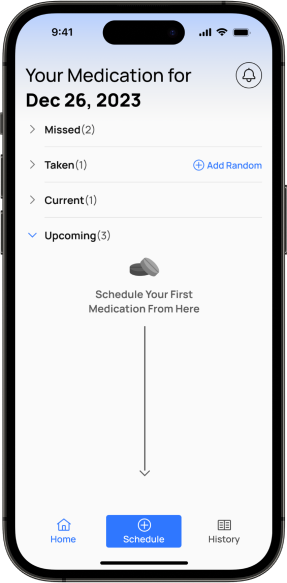 9:41
Your Medication for
Dec 26, 2023
Missed(2)
Taken(1)
Add Random
Current(1)
Upcoming(3)
Schedule Your First
Medication From Here
Home
Schedule
History